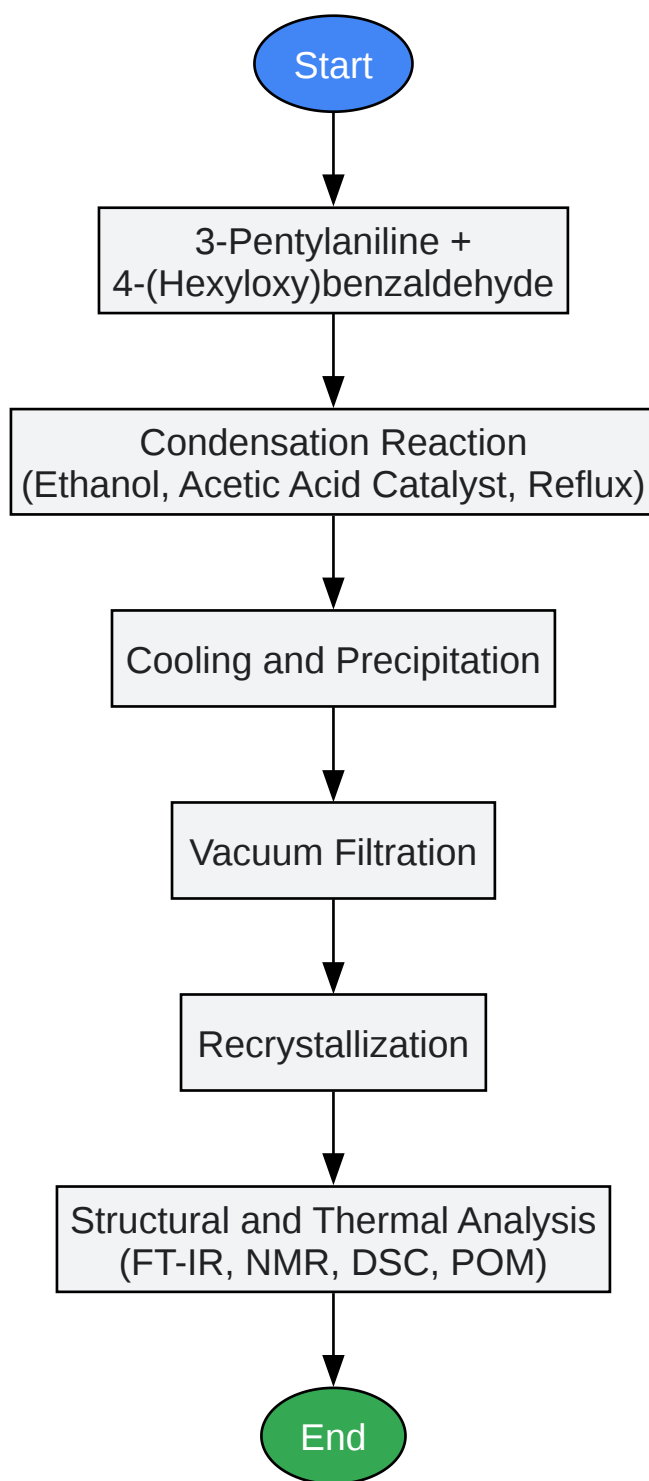 Start
3-Pentylaniline +
4-(Hexyloxy)benzaldehyde
Condensation Reaction
(Ethanol, Acetic Acid Catalyst, Reflux)
Cooling and Precipitation
Vacuum Filtration
Recrystallization
Structural and Thermal Analysis
(FT-IR, NMR, DSC, POM)
End